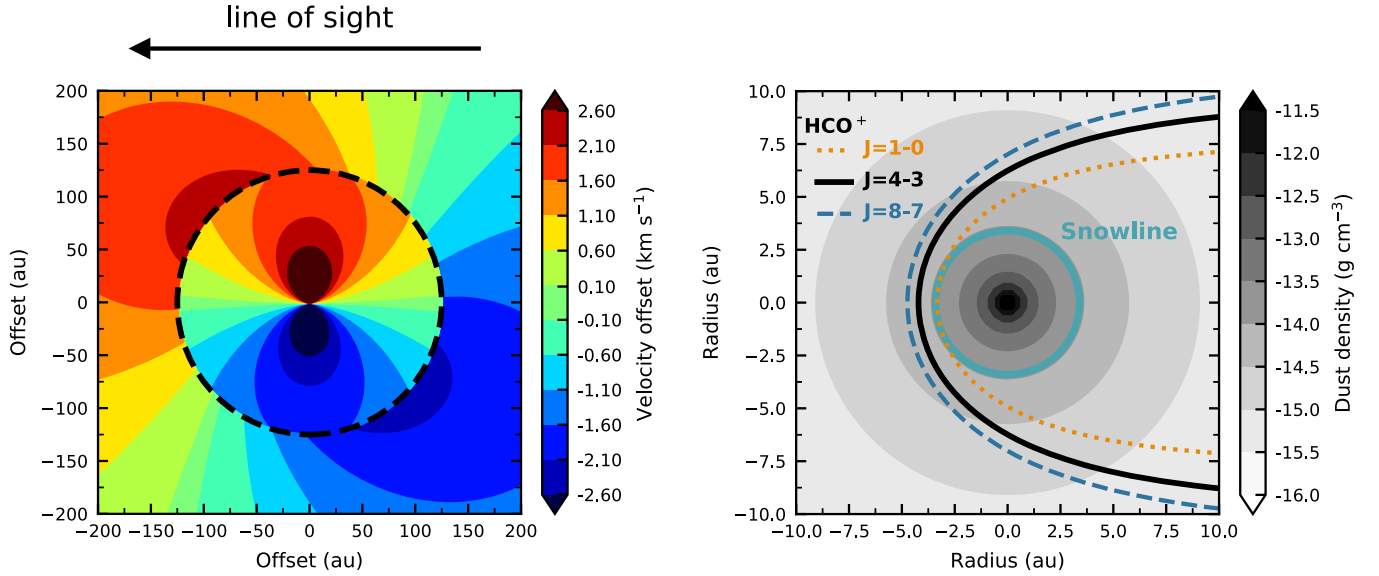 line of sight
200
150
100
50
0
−50
−100
−150
−200
Offset (au)
−200 −150 −100 −50 0 50 100 150 200
Offset (au)
2.60
2.10
1.60
1.10
0.60
0.10
-0.10
-0.60
-1.10
-1.60
-2.10
-2.60
Velocity offset (km s⁻¹)
10.0
7.5
5.0
2.5
0.0
−2.5
−5.0
−7.5
−10.0
Radius (au)
HCO⁺
J=1-0
J=4-3
J=8-7
Snowline
−10.0 −7.5 −5.0 −2.5 0.0 2.5 5.0 7.5 10.0
Radius (au)
-11.5
-12.0
-12.5
-13.0
-13.5
-14.0
-14.5
-15.0
-15.5
-16.0
Dust density (g cm⁻³)